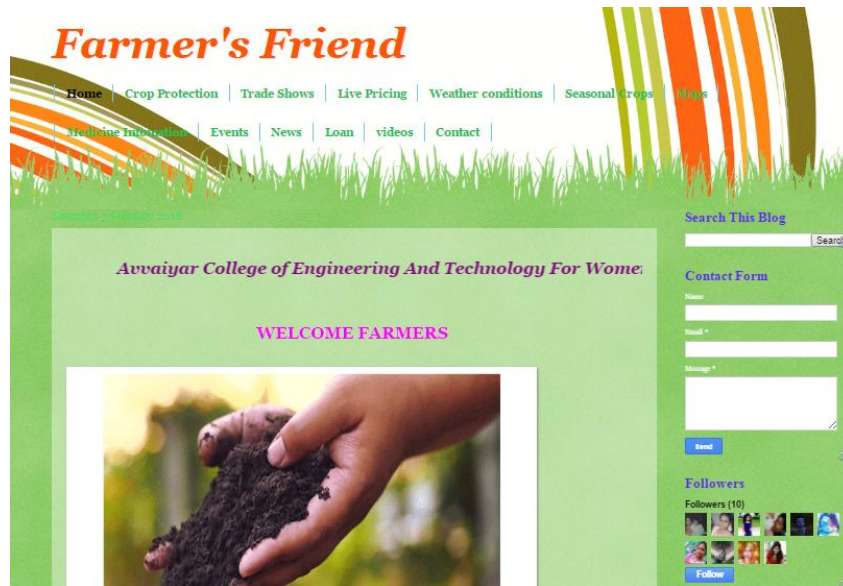 Farmer's Friend
Home Crop Protection Trade Shows Live Pricing Weather conditions Seasonal Crops Maps
Medicine Events News Loan videos Contact
Search This Blog
Search
Avvaiyar College of Engineering And Technology For
Contact Form
Name
Email *
WELCOME FARMERS
Message *
Send
Followers
Followers (10)
Follow